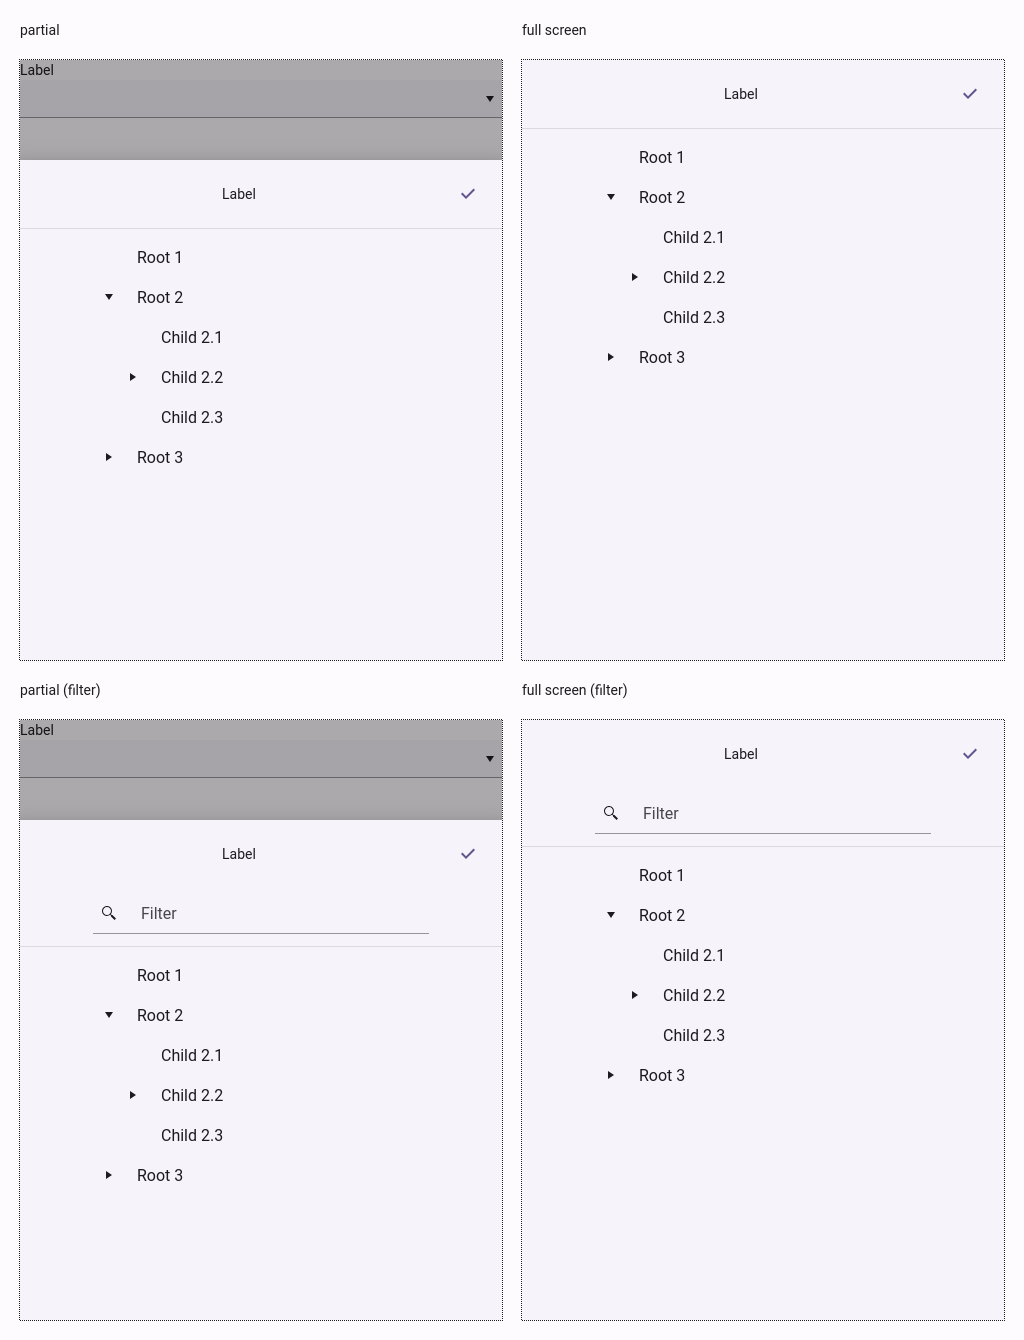 partial
Label
Label
Root 1
Root 2
Child 2.1
Child 2.2
Child 2.3
Root 3
full screen
Label
Root 1
Root 2
Child 2.1
Child 2.2
Child 2.3
Root 3
partial (filter)
Label
Label
Filter
Root 1
Root 2
Child 2.1
Child 2.2
Child 2.3
Root 3
full screen (filter)
Label
Filter
Root 1
Root 2
Child 2.1
Child 2.2
Child 2.3
Root 3